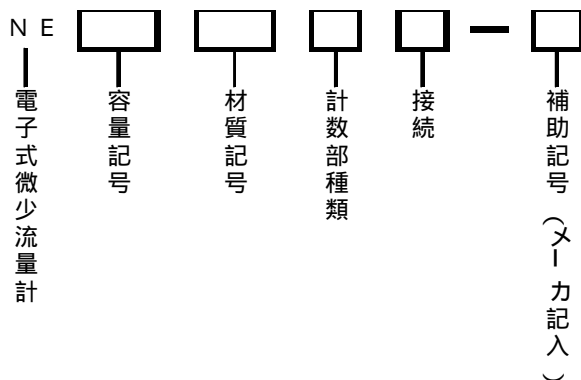 NE
電子式微少流量計
容量記号
材質記号
計数部種類
接続
補助記号（メーカ記入）